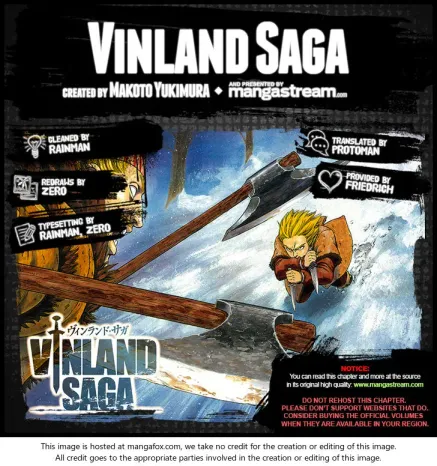 VINLAND SAGA
CREATED BY MAKOTO YUKIMURA ◆ AND PRESENTED BY mangastream.com
CLEANED BY
RAINMAN
REDRAWS BY
ZERO
TYPESETTING BY
RAINMAN, ZERO
TRANSLATED BY
PROTOMAN
PROVIDED BY
FRIEDRICH
ヴィンランド・サガ
VINLAND
SAGA
NOTICE:
You can read this chapter and more at the source
in its original high quality: www.mangastream.com
DO NOT REHOST THIS CHAPTER.
PLEASE DON'T SUPPORT WEBSITES THAT DO.
CONSIDER BUYING THE OFFICIAL VOLUMES
WHEN THEY ARE AVAILABLE IN YOUR REGION.
This image is hosted at mangafox.com, we take no credit for the creation or editing of this image.
All credit goes to the appropriate parties involved in the creation or editing of this image.